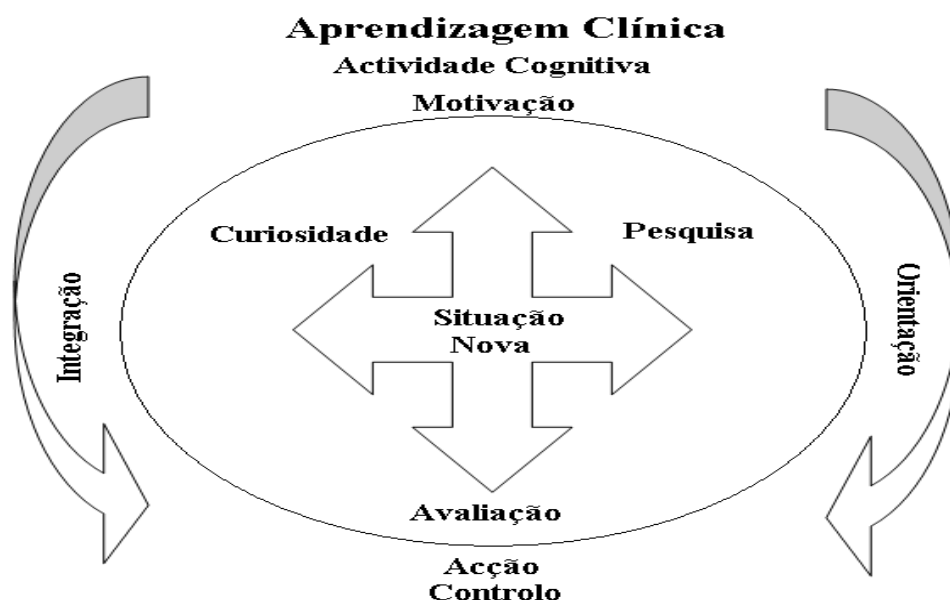 Aprendizagem Clínica
Actividade Cognitiva
Motivação
Curiosidade
Pesquisa
Integração
Situação
Nova
Orientação
Avaliação
Acção
Controlo